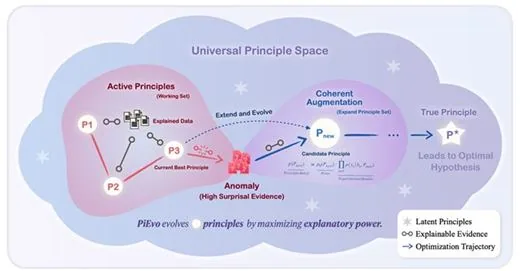 Universal Principle Space
Active Principles
(Working Set)
Coherent
Augmentation
(Expand Principle Set)
True Principle
P1
Explained Data
Extend and Evolve
P3
Pnew
P*
Current Best Principle
Candidate Principle
Leads to Optimal
Hypothesis
P2
Anomaly
(High Surprisal Evidence)
PiEvo evolves principles by maximizing explanatory power.
Latent Principles
Explainable Evidence
Optimization Trajectory